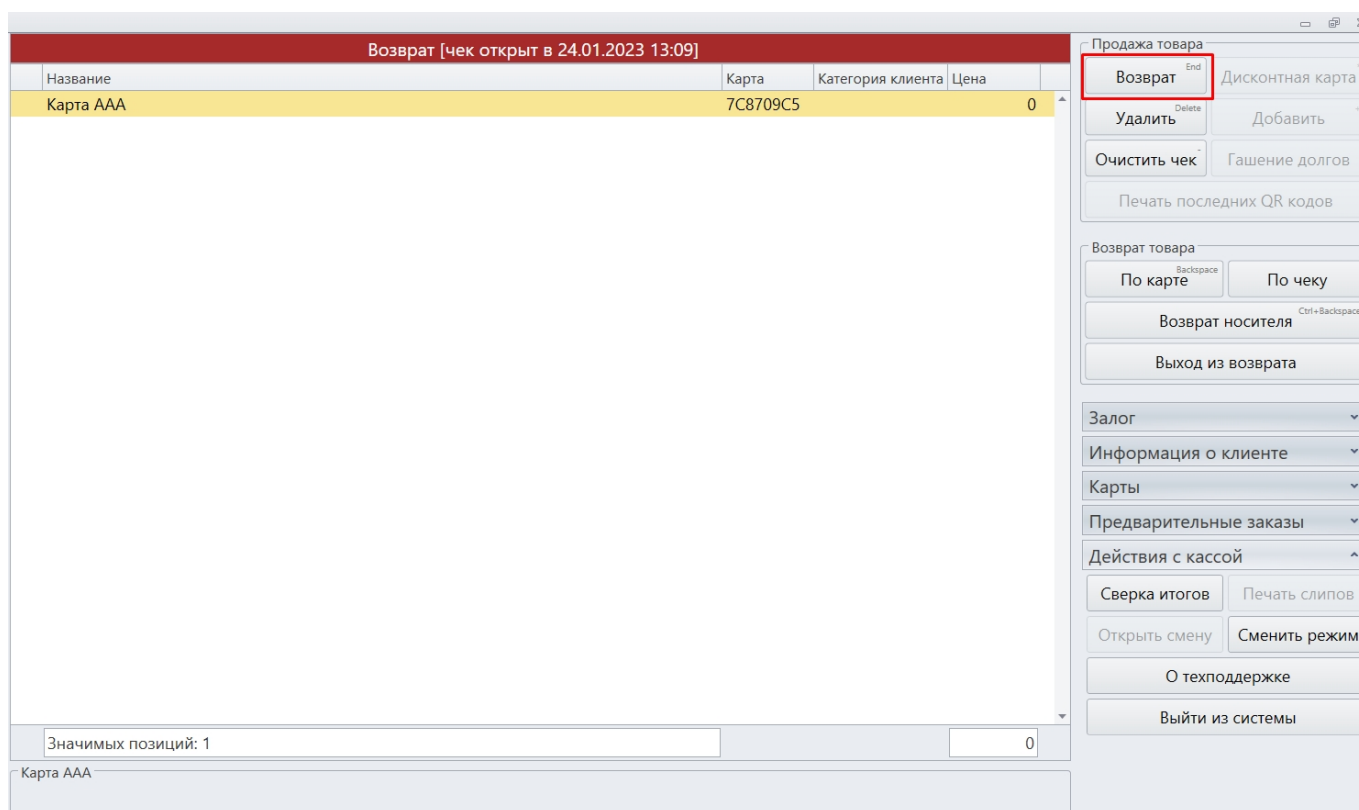 Возврат [чек открыт в 24.01.2023 13:09]
Название Карта Категория клиента Цена
Карта ААА 7C8709C5 0
Значимых позиций: 1 0
Карта ААА
Продажа товара
Возврат End Дисконтная карта
Удалить Delete Добавить
Очистить чек - Гашение долгов
Печать последних QR кодов
Возврат товара
По карте Backspace По чеку
Возврат носителя Ctrl+Backspace
Выход из возврата
Залог
Информация о клиенте
Карты
Предварительные заказы
Действия с кассой
Сверка итогов Печать слипов
Открыть смену Сменить режим
О техподдержке
Выйти из системы